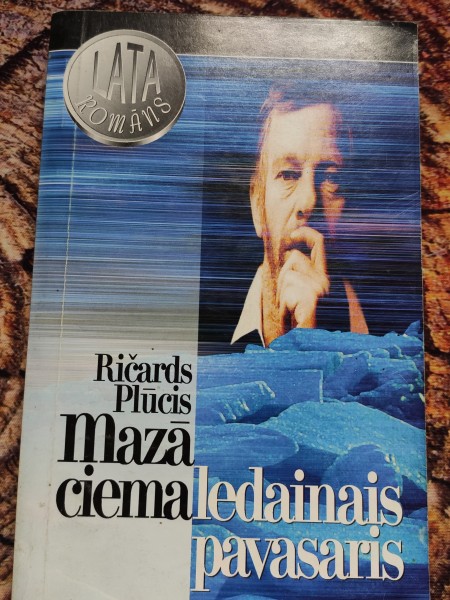 LATA
ROMĀNS
Ričards
Plūcis
Mazā
ciema ledainais
pavasaris